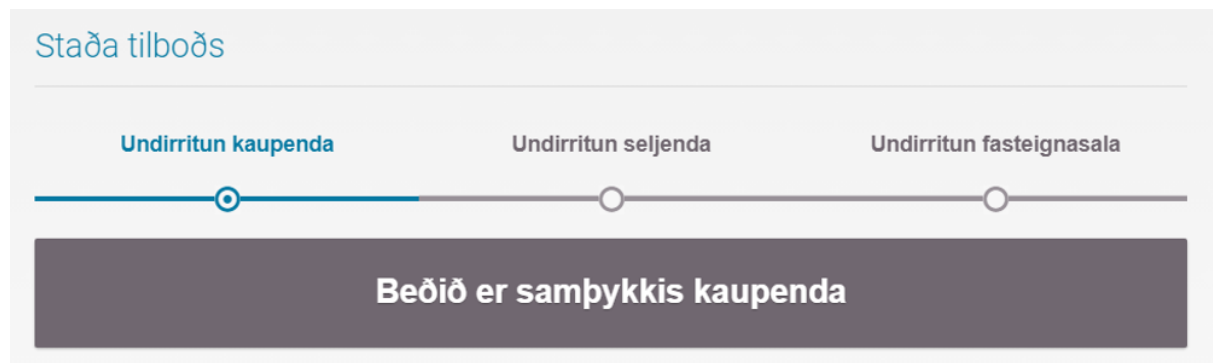 Staða tilboðs
Undirritun kaupenda
Undirritun seljenda
Undirritun fasteignasala
Beðið er samþykkis kaupenda